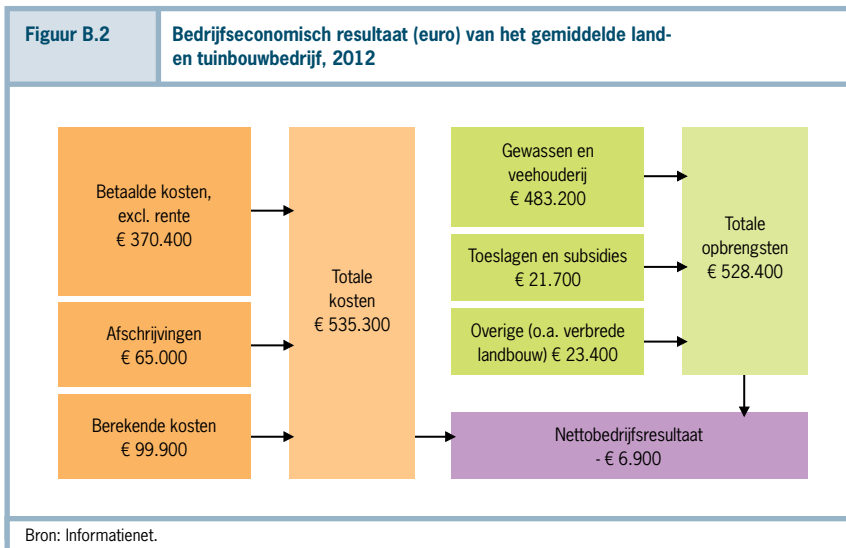 Figuur B.2
Bedrijfseconomisch resultaat (euro) van het gemiddelde land-
en tuinbouwbedrijf, 2012
Betaalde kosten,
excl. rente
€ 370.400
Afschrijvingen
€ 65.000
Berekende kosten
€ 99.900
Totale
kosten
€ 535.300
Gewassen en
veehouderij
€ 483.200
Toeslagen en subsidies
€ 21.700
Overige (o.a. verbrede
landbouw) € 23.400
Totale
opbrengsten
€ 528.400
Nettobedrijfsresultaat
- € 6.900
Bron: Informatienet.